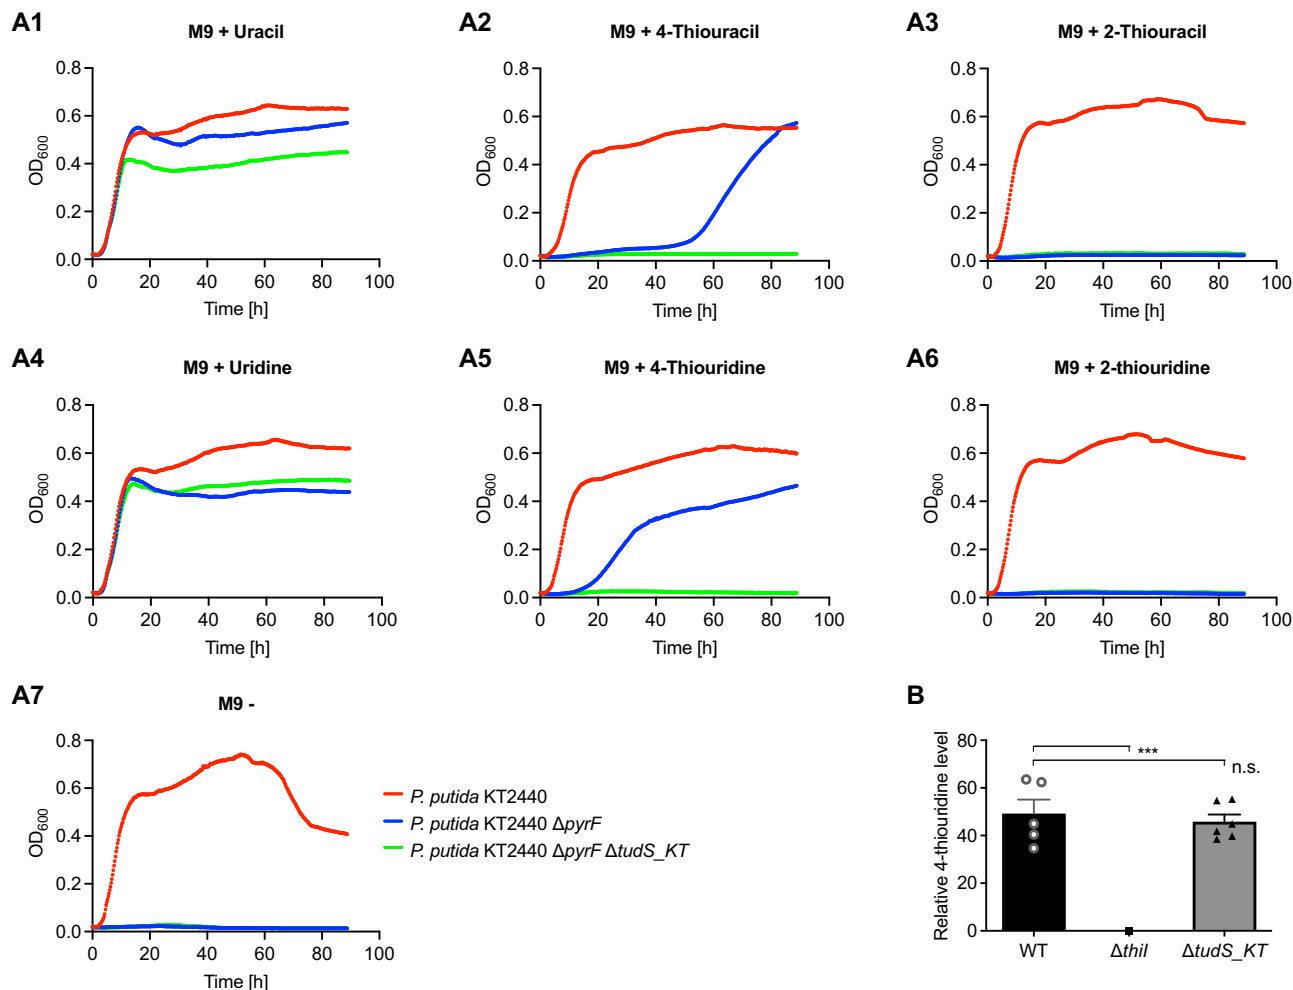 A1
M9 + Uracil
0.8
0.6
0.4
0.2
0.0
OD600
0 20 40 60 80 100
Time [h]
A2
M9 + 4-Thiouracil
0.8
0.6
0.4
0.2
0.0
OD600
0 20 40 60 80 100
Time [h]
A3
M9 + 2-Thiouracil
0.8
0.6
0.4
0.2
0.0
OD600
0 20 40 60 80 100
Time [h]
A4
M9 + Uridine
0.8
0.6
0.4
0.2
0.0
OD600
0 20 40 60 80 100
Time [h]
A5
M9 + 4-Thiouridine
0.8
0.6
0.4
0.2
0.0
OD600
0 20 40 60 80 100
Time [h]
A6
M9 + 2-thiouridine
0.8
0.6
0.4
0.2
0.0
OD600
0 20 40 60 80 100
Time [h]
A7
M9 -
0.8
0.6
0.4
0.2
0.0
OD600
0 20 40 60 80 100
Time [h]
P. putida KT2440
P. putida KT2440 ΔpyrF
P. putida KT2440 ΔpyrF ΔtudS_KT
B
80
60
40
20
0
Relative 4-thiouridine level
***
n.s.
WT ΔthiI ΔtudS_KT